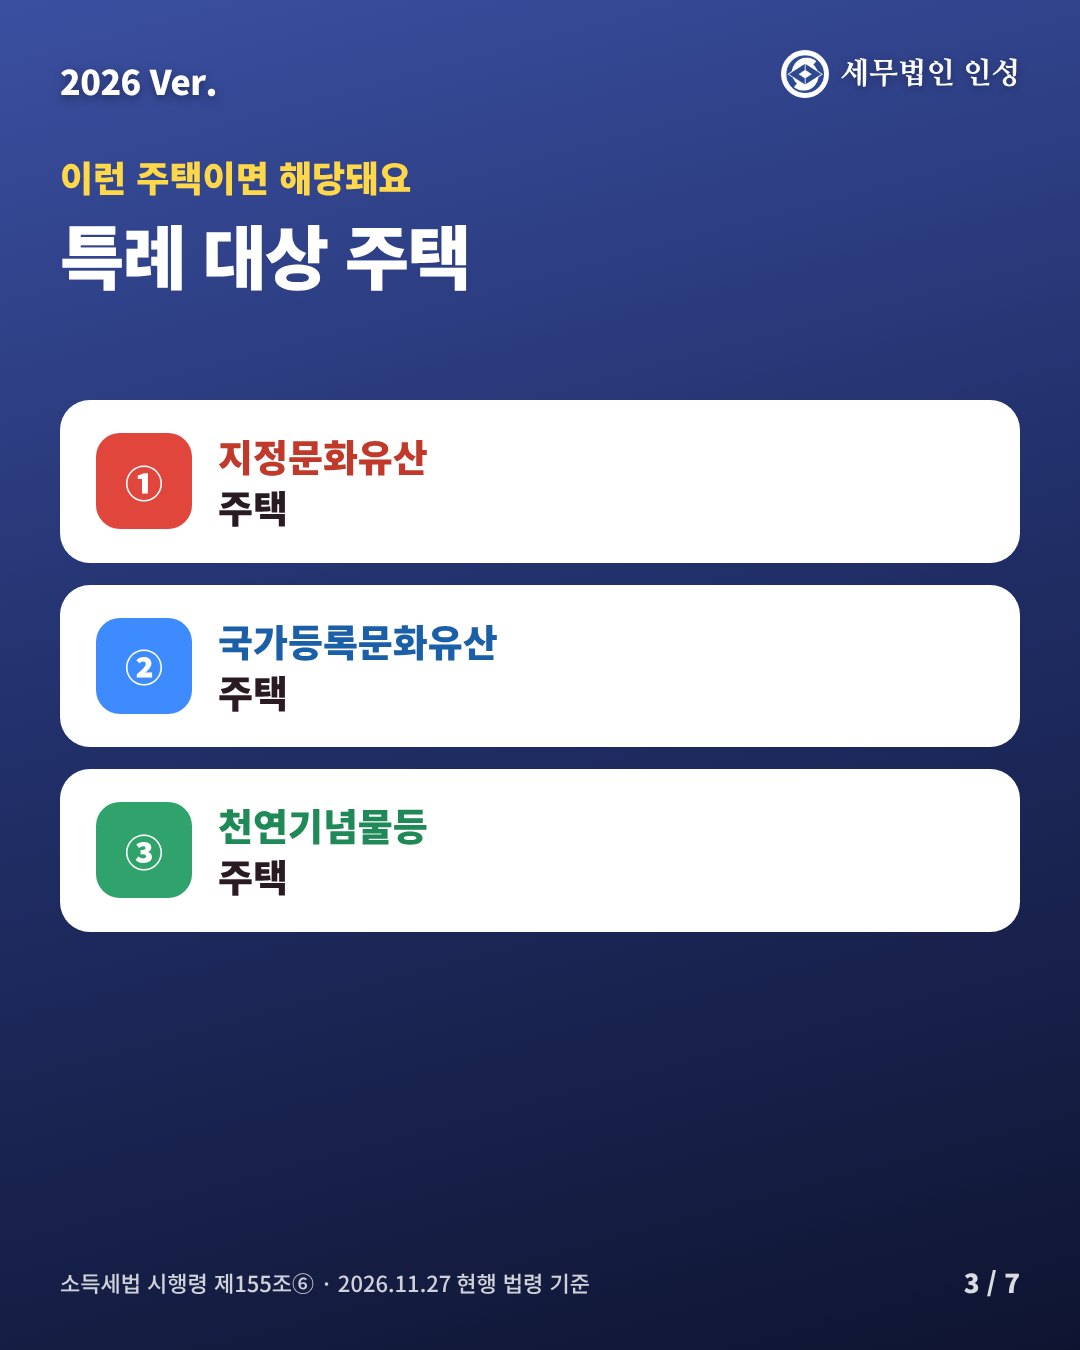 2026 Ver.
세무법인 인성
이런 주택이면 해당돼요
특례 대상 주택
①
지정문화유산
주택
②
국가등록문화유산
주택
③
천연기념물등
주택
소득세법 시행령 제155조⑥ · 2026.11.27 현행 법령 기준
3 / 7